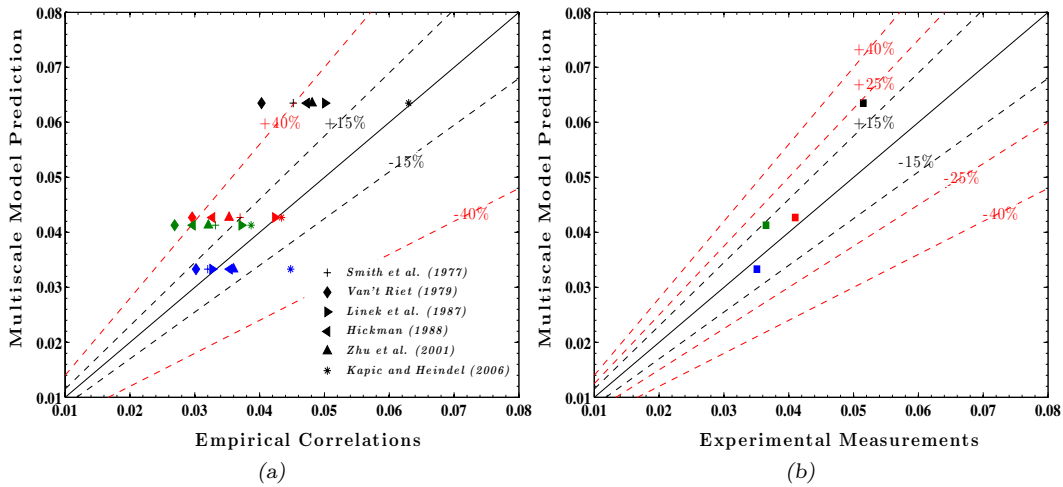 0.08
0.07
0.06
0.05
0.04
0.03
0.02
0.01
Multiscale Model Prediction
+40%
+15%
-15%
-40%
Smith et al. (1977)
Van't Riet (1979)
Linek et al. (1987)
Hickman (1988)
Zhu et al. (2001)
Kapic and Heindel (2006)
0.01 0.02 0.03 0.04 0.05 0.06 0.07 0.08
Empirical Correlations
(a)
0.08
0.07
0.06
0.05
0.04
0.03
0.02
0.01
Multiscale Model Prediction
+40%
+25%
+15%
-15%
-25%
-40%
0.01 0.02 0.03 0.04 0.05 0.06 0.07 0.08
Experimental Measurements
(b)